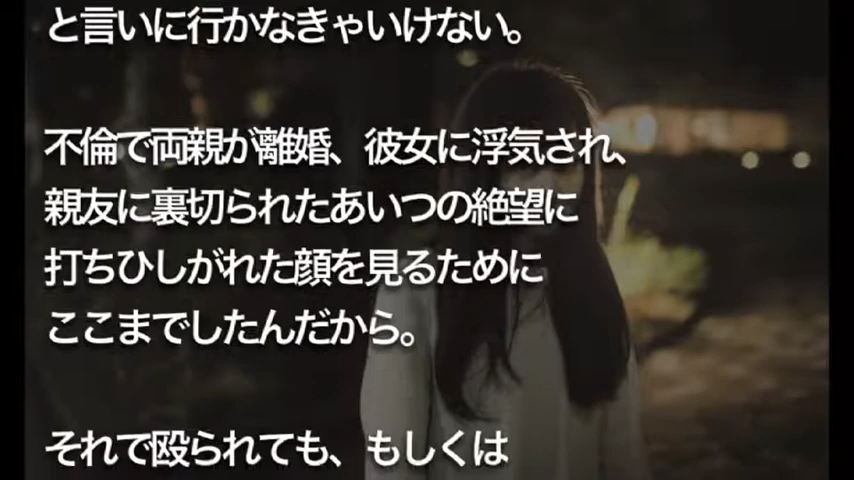 と言いに行かなきゃいけない。
不倫で両親が離婚、彼女に浮気され、
親友に裏切られたあいつの絶望に
打ちひしがれた顔を見るために
ここまでしたんだから。
それで殴られても、もしくは